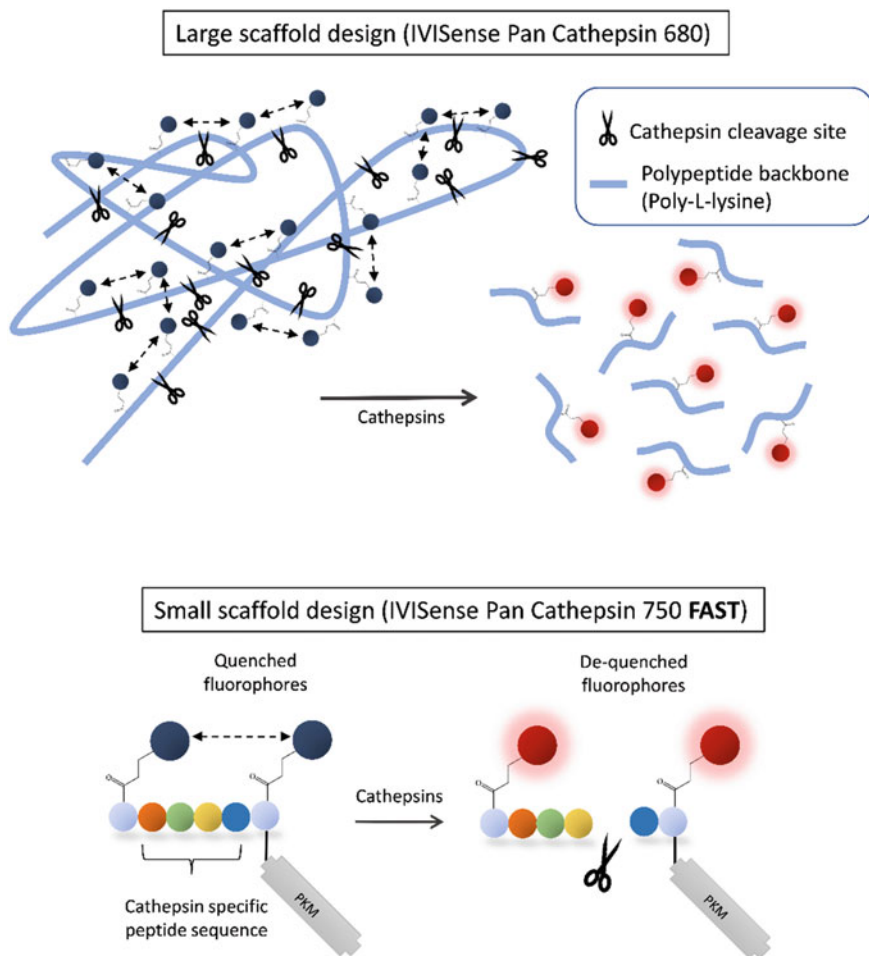 Large scaffold design (IVISense Pan Cathepsin 680)
Cathepsin cleavage site
Polypeptide backbone
(Poly-L-lysine)
Cathepsins
Small scaffold design (IVISense Pan Cathepsin 750 FAST)
Quenched
fluorophores
De-quenched
fluorophores
O
O
Cathepsins
O
O
Cathepsin specific
peptide sequence
PKM
PKM